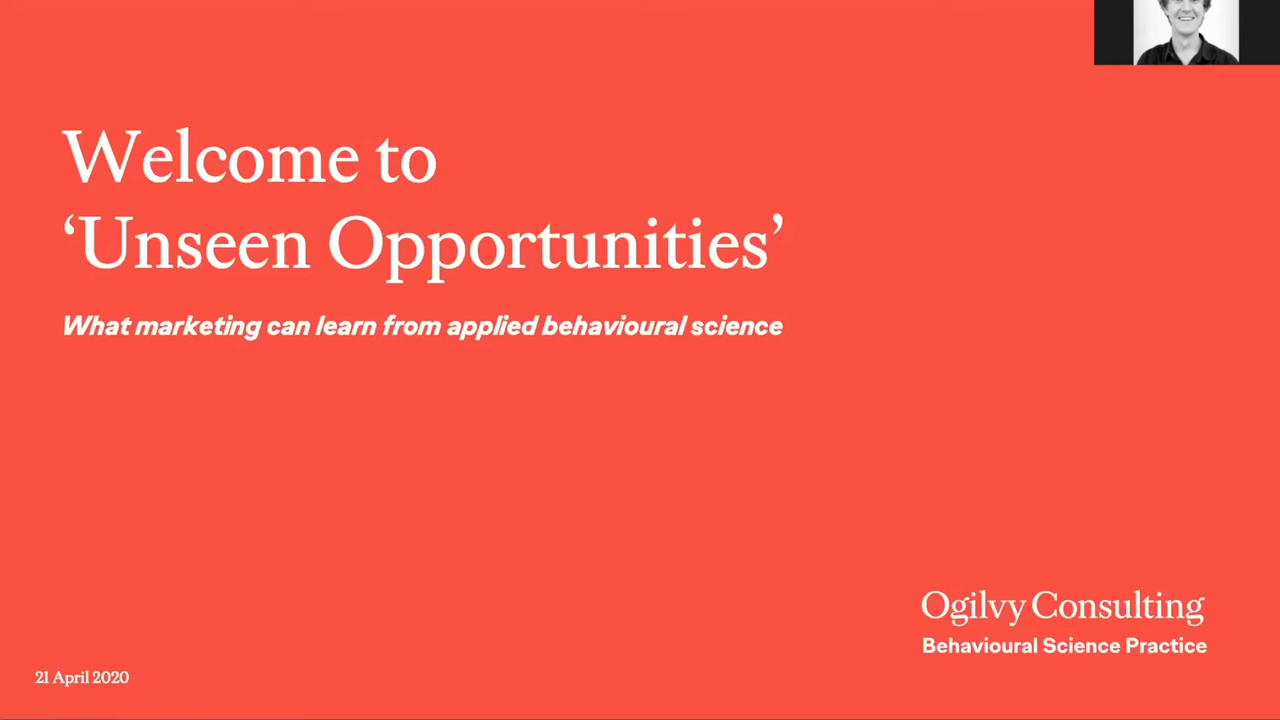 Welcome to
‘Unseen Opportunities’
What marketing can learn from applied behavioural science
Ogilvy Consulting
Behavioural Science Practice
21 April 2020